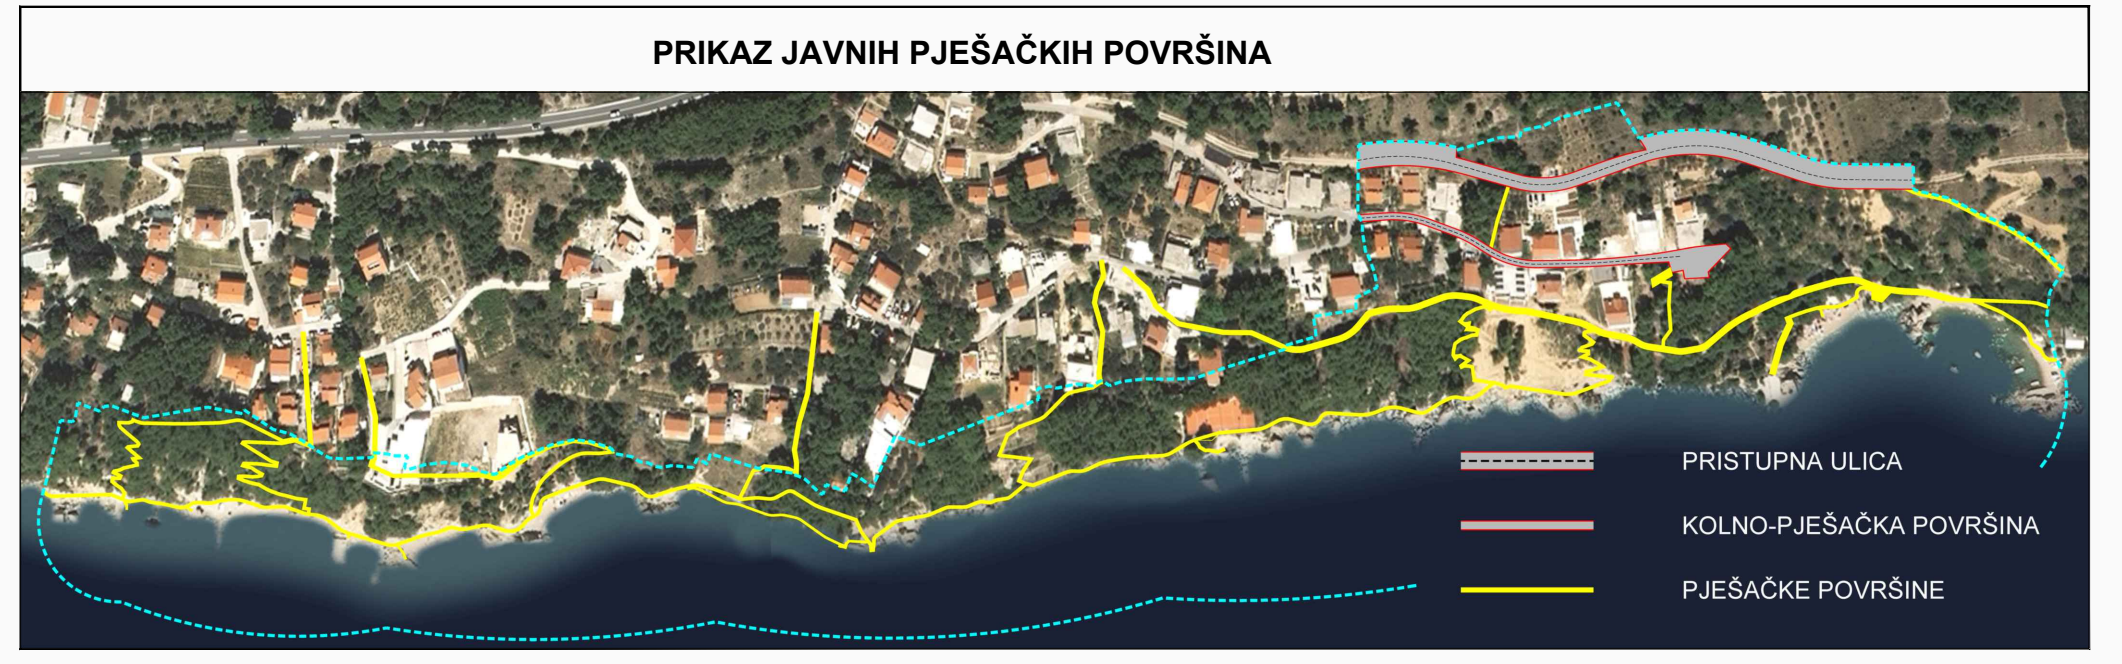 PRIKAZ JAVNIH PJEŠAČKIH POVRŠINA
PRISTUPNA ULICA
KOLNO-PJEŠAČKA POVRŠINA
PJEŠAČKE POVRŠINE